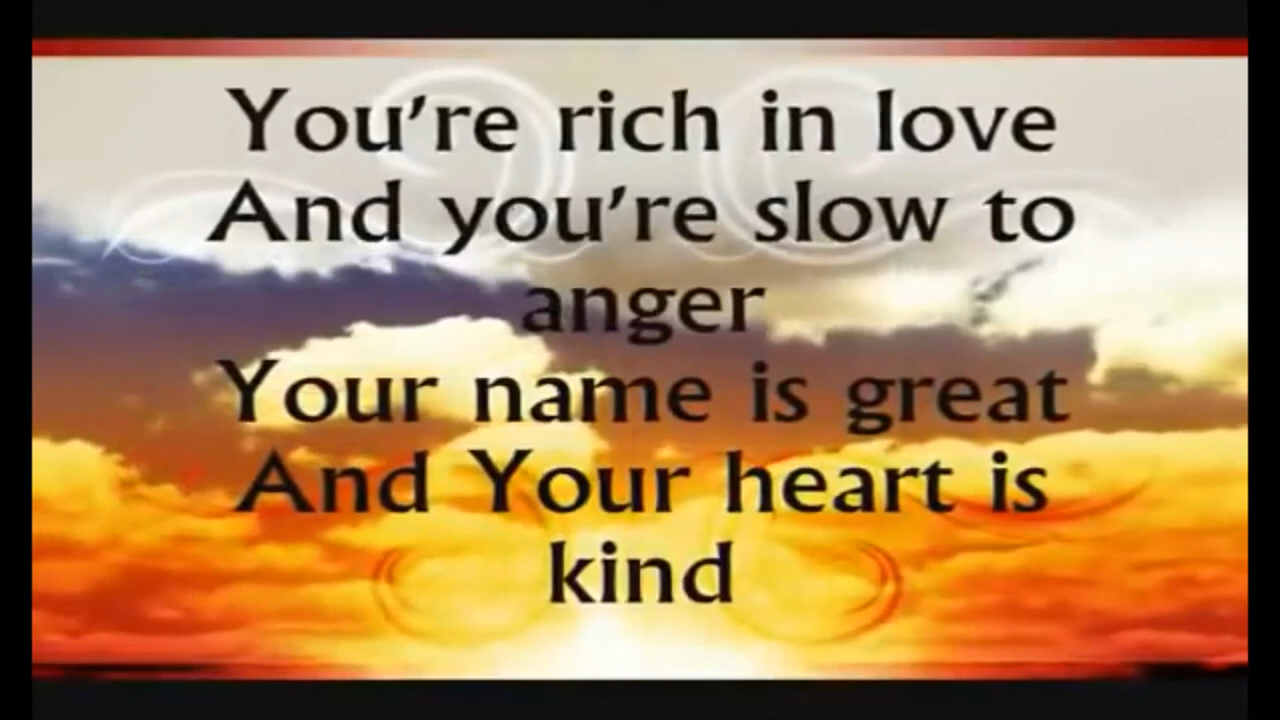 You're rich in love
And you're slow to
anger
Your name is great
And Your heart is
kind